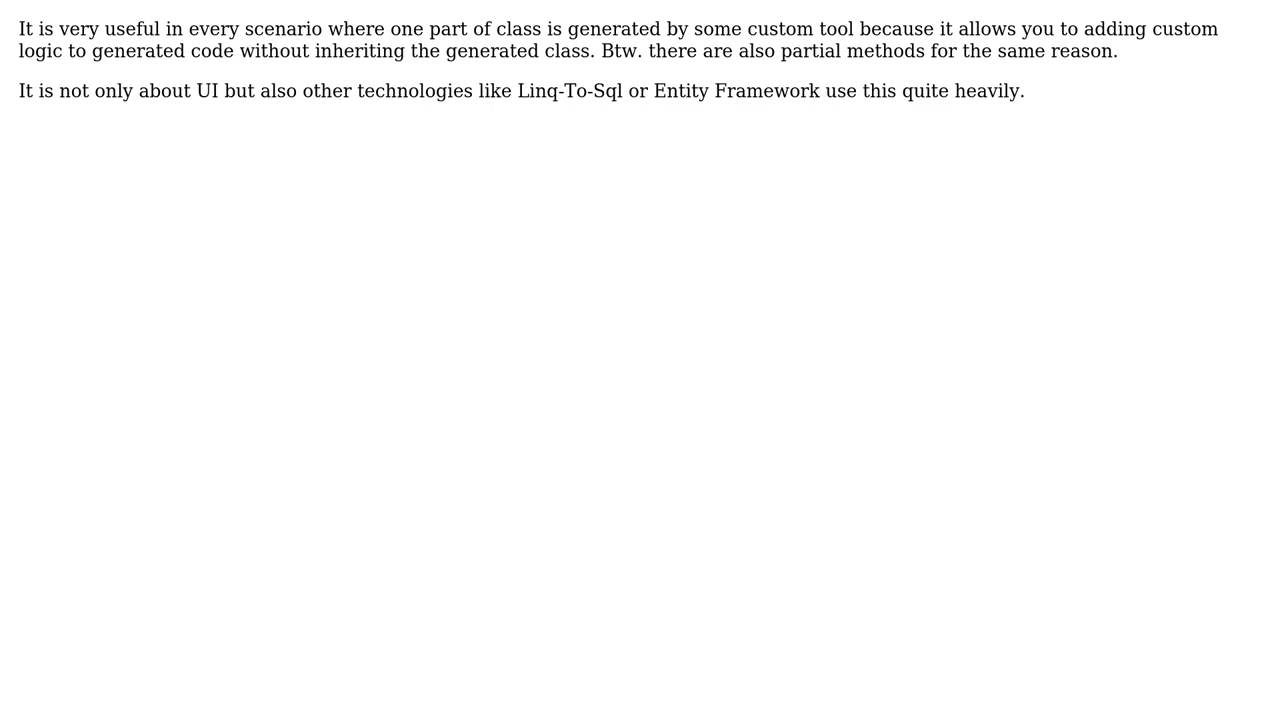 It is very useful in every scenario where one part of class is generated by some custom tool because it allows you to adding custom
logic to generated code without inheriting the generated class. Btw. there are also partial methods for the same reason.
It is not only about UI but also other technologies like Linq-To-Sql or Entity Framework use this quite heavily.